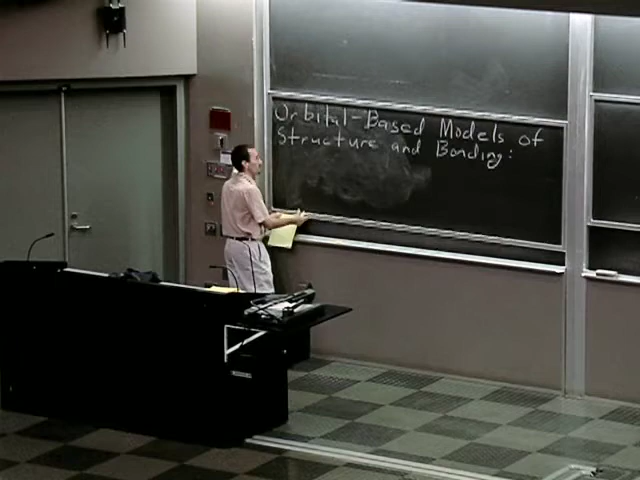 Orbital-Based Models of
Structure and Bonding: